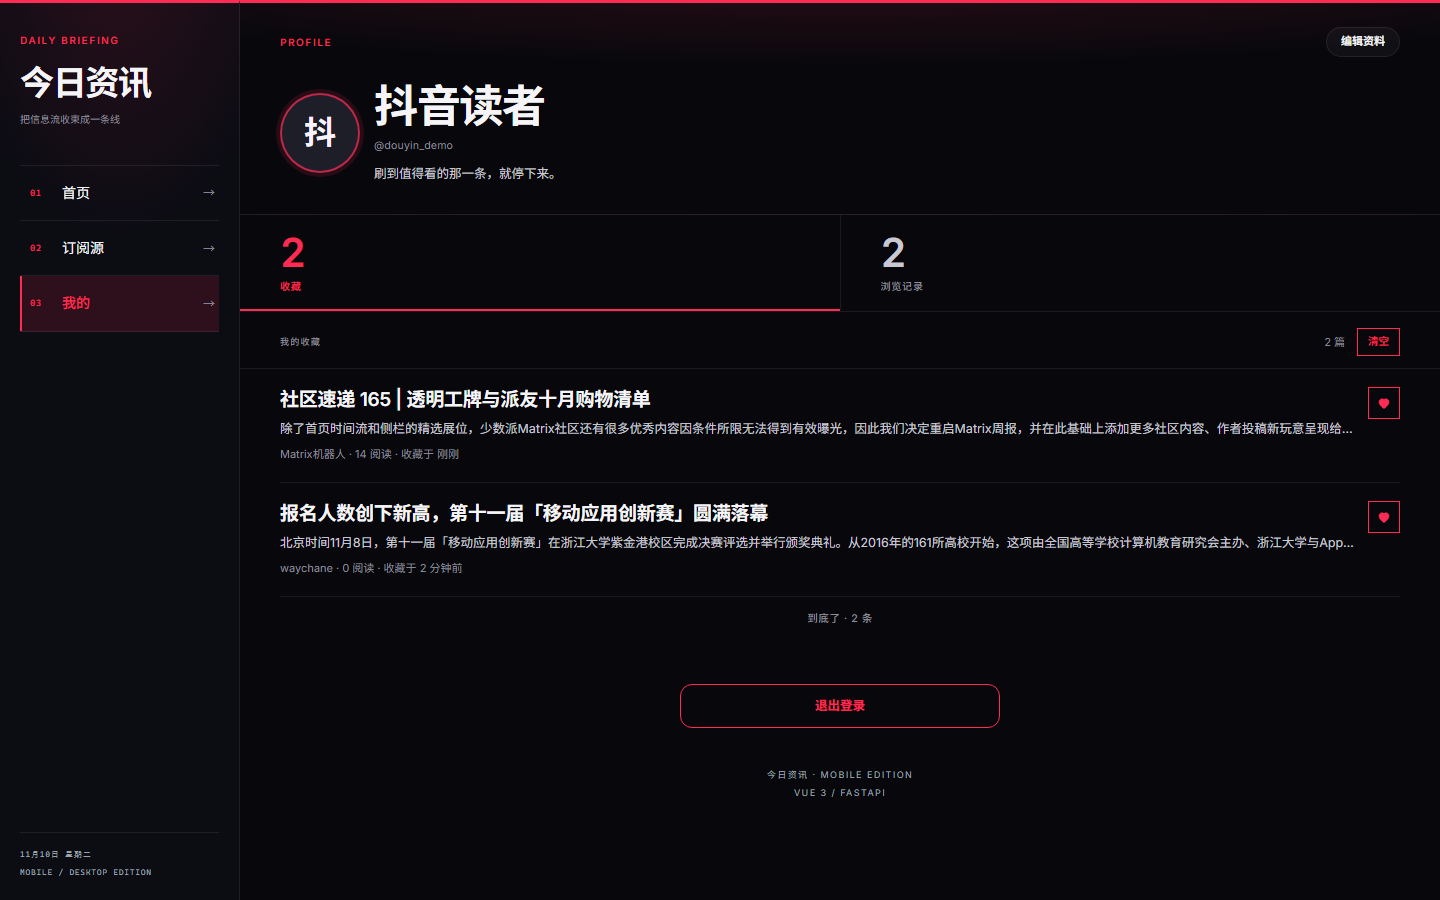 DAILY BRIEFING
今日资讯
把信息流收束成一条线
01 首页 →
02 订阅源 →
03 我的 →
11月10日 星期二
MOBILE / DESKTOP EDITION
PROFILE
编辑资料
抖
抖音读者
@douyin_demo
刷到值得看的那一条，就停下来。
2
收藏
2
浏览记录
我的收藏
2 篇
清空
社区速递 165 | 透明工牌与派友十月购物清单
除了首页时间流和侧栏的精选展位，少数派Matrix社区还有很多优秀内容因条件所限无法得到有效曝光，因此我们决定重启Matrix周报，并在此基础上添加更多社区内容、作者投稿新玩意呈现给...
Matrix机器人 · 14 阅读 · 收藏于 刚刚
报名人数创下新高，第十一届「移动应用创新赛」圆满落幕
北京时间11月8日，第十一届「移动应用创新赛」在浙江大学紫金港校区完成决赛评选并举行颁奖典礼。从2016年的161所高校开始，这项由全国高等学校计算机教育研究会主办、浙江大学与App...
waychane · 0 阅读 · 收藏于 2 分钟前
到底了 · 2 条
退出登录
今日资讯 · MOBILE EDITION
VUE 3 / FASTAPI